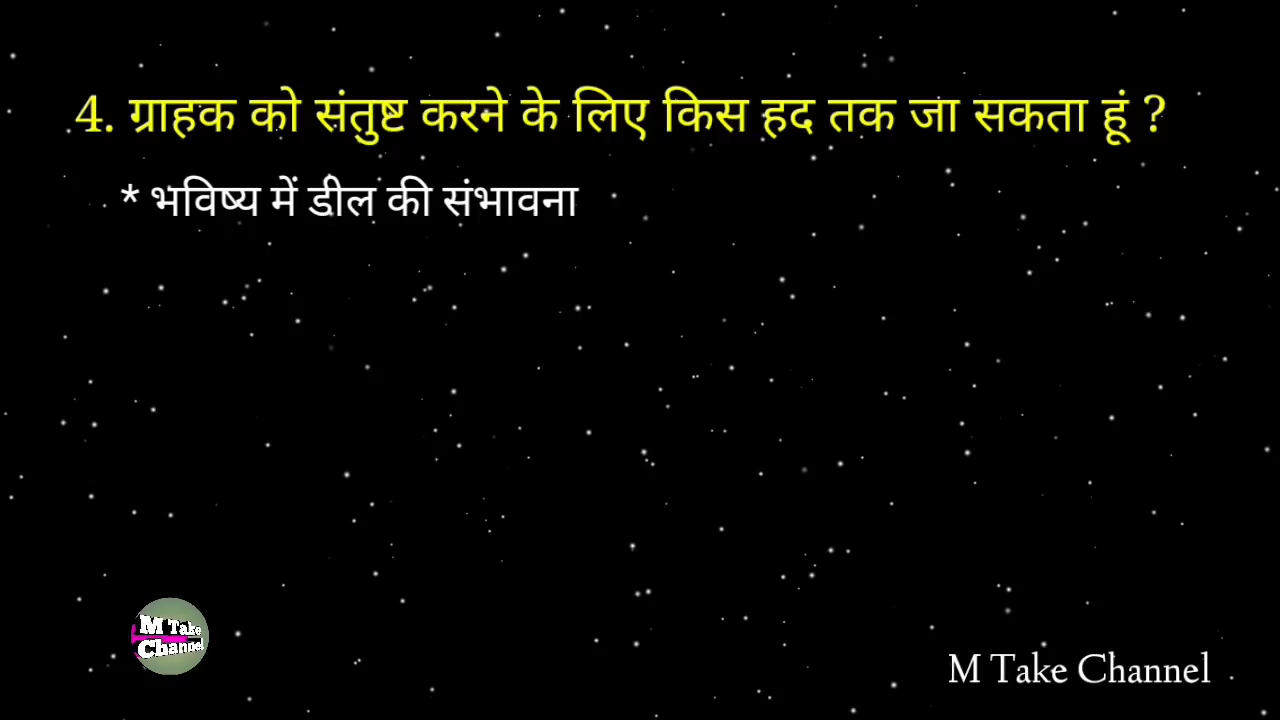 4. ग्राहक को संतुष्ट करने के लिए किस हद तक जा सकता हूं ?
* भविष्य में डील की संभावना
M Take
Channel
M Take Channel